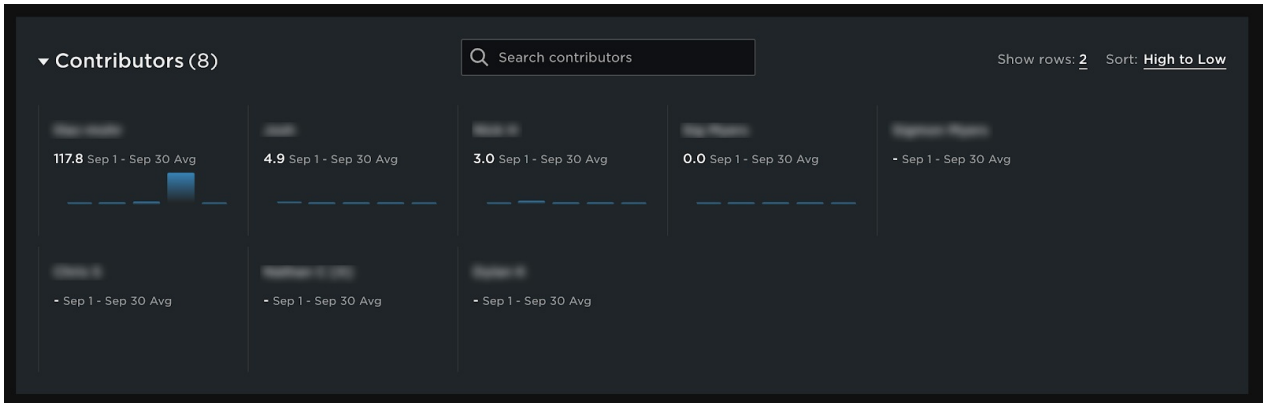 Contributors (8)
Search contributors
Show rows: 2 Sort: High to Low
117.8 Sep 1 - Sep 30 Avg
4.9 Sep 1 - Sep 30 Avg
3.0 Sep 1 - Sep 30 Avg
0.0 Sep 1 - Sep 30 Avg
- Sep 1 - Sep 30 Avg
- Sep 1 - Sep 30 Avg
- Sep 1 - Sep 30 Avg
- Sep 1 - Sep 30 Avg